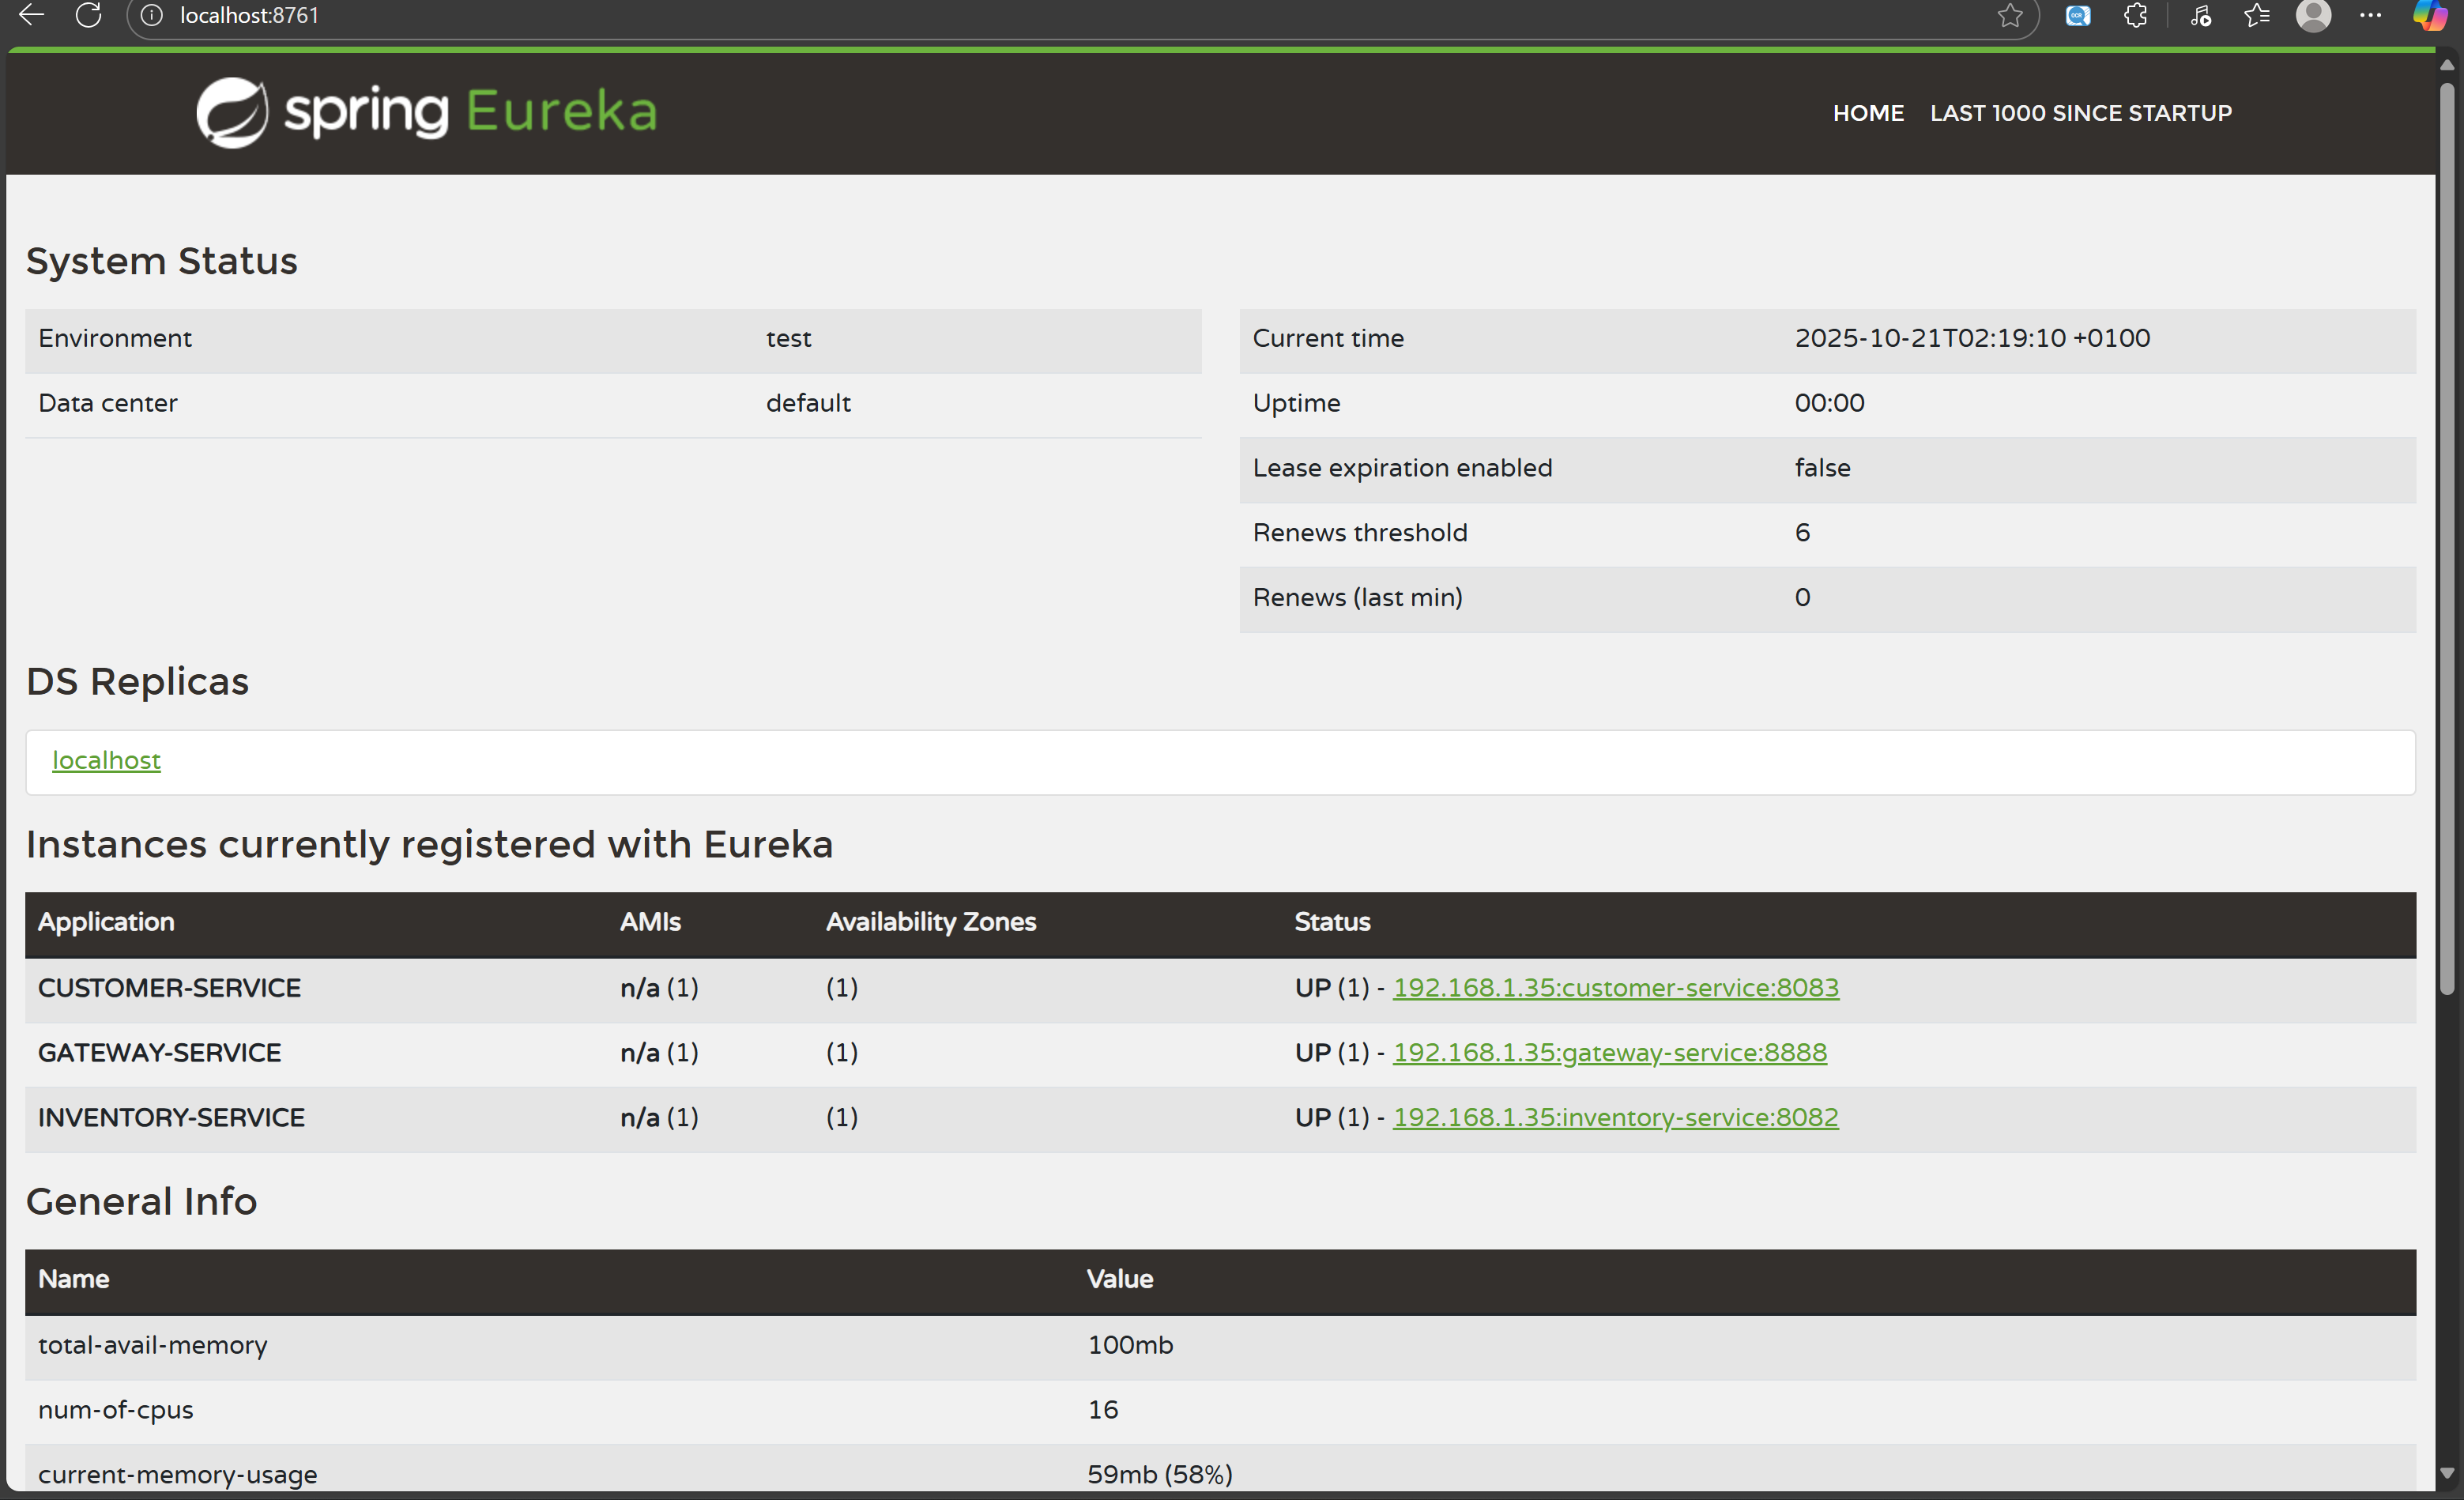 localhost:8761
spring Eureka
HOME LAST 1000 SINCE STARTUP
System Status
Environment test
Data center default
Current time 2025-10-21T02:19:10 +0100
Uptime 00:00
Lease expiration enabled false
Renews threshold 6
Renews (last min) 0
DS Replicas
localhost
Instances currently registered with Eureka
Application AMIs Availability Zones Status
CUSTOMER-SERVICE n/a (1) (1) UP (1) - 192.168.1.35:customer-service:8083
GATEWAY-SERVICE n/a (1) (1) UP (1) - 192.168.1.35:gateway-service:8888
INVENTORY-SERVICE n/a (1) (1) UP (1) - 192.168.1.35:inventory-service:8082
General Info
Name Value
total-avail-memory 100mb
num-of-cpus 16
current-memory-usage 59mb (58%)